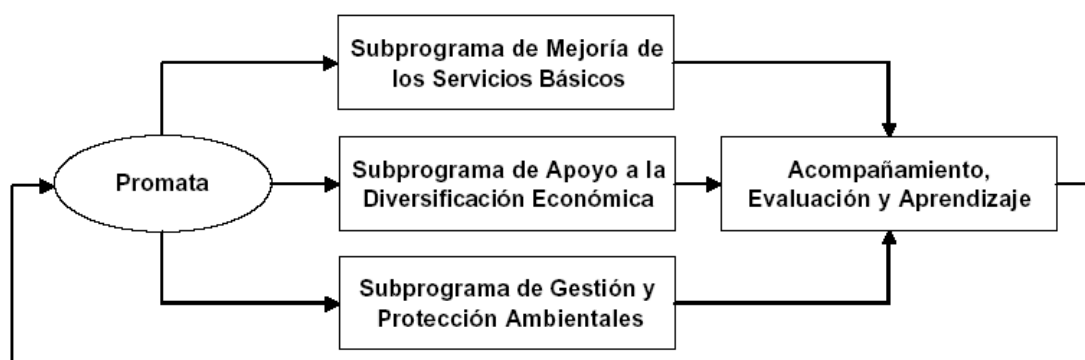 Subprograma de Mejoría de
los Servicios Básicos
Promata
Subprograma de Apoyo a la
Diversificación Económica
Acompañamiento,
Evaluación y Aprendizaje
Subprograma de Gestión y
Protección Ambientales